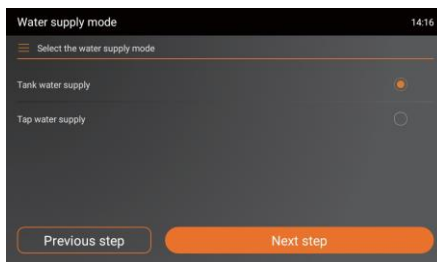 Water supply mode 14:16
Select the water supply mode
Tank water supply
Tap water supply
Previous step Next step